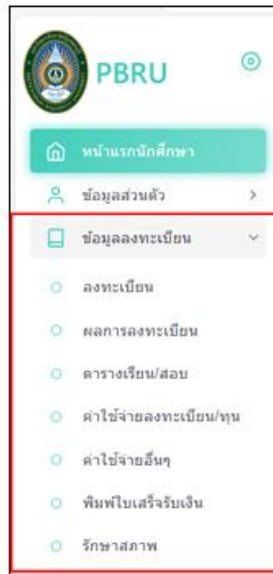 PBRU
หน้าแรกนักศึกษา
ข้อมูลส่วนตัว
ข้อมูลลงทะเบียน
ลงทะเบียน
ผลการลงทะเบียน
ตารางเรียน/สอบ
ค่าใช้จ่ายลงทะเบียน/ทุน
ค่าใช้จ่ายอื่นๆ
พิมพ์ใบเสร็จรับเงิน
รักษาสภาพ